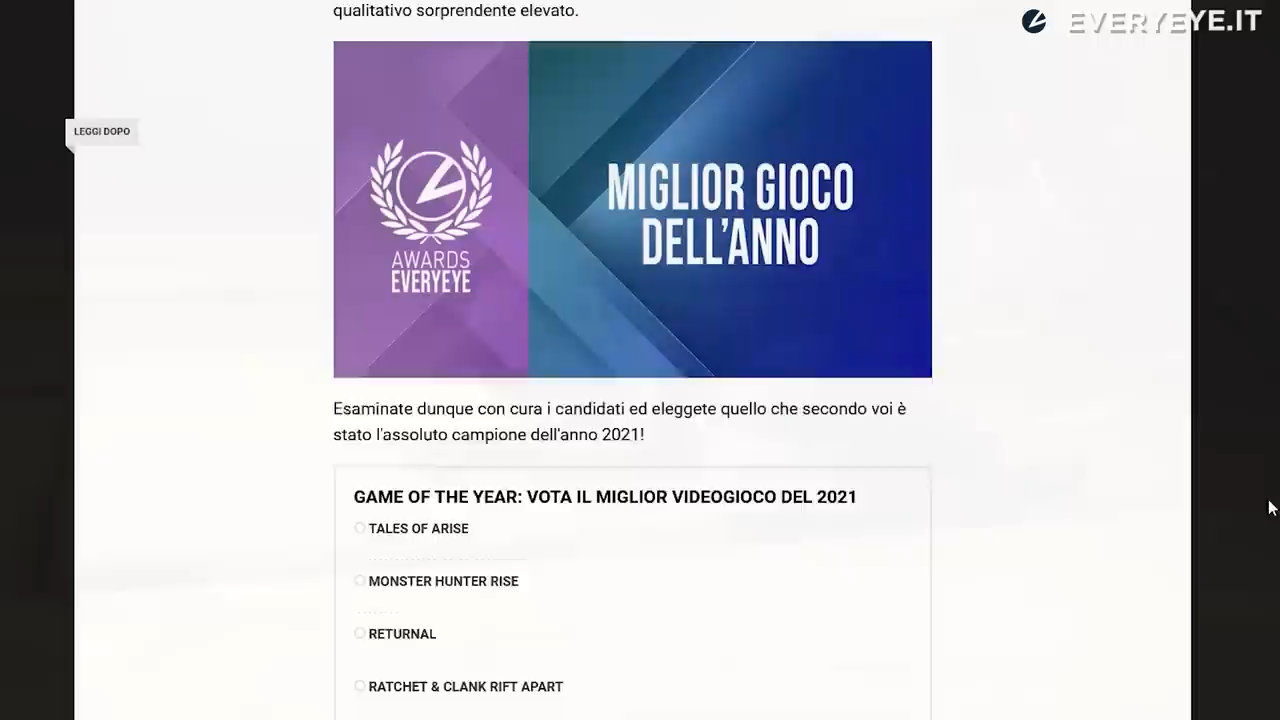 qualitativo sorprendente elevato.
EVERYEYE.IT
LEGGI DOPO
MIGLIOR GIOCO
DELL'ANNO
AWARDS
EVERYEYE
Esaminate dunque con cura i candidati ed eleggete quello che secondo voi è
stato l'assoluto campione dell'anno 2021!
GAME OF THE YEAR: VOTA IL MIGLIOR VIDEOGIOCO DEL 2021
TALES OF ARISE
MONSTER HUNTER RISE
RETURNAL
RATCHET & CLANK RIFT APART